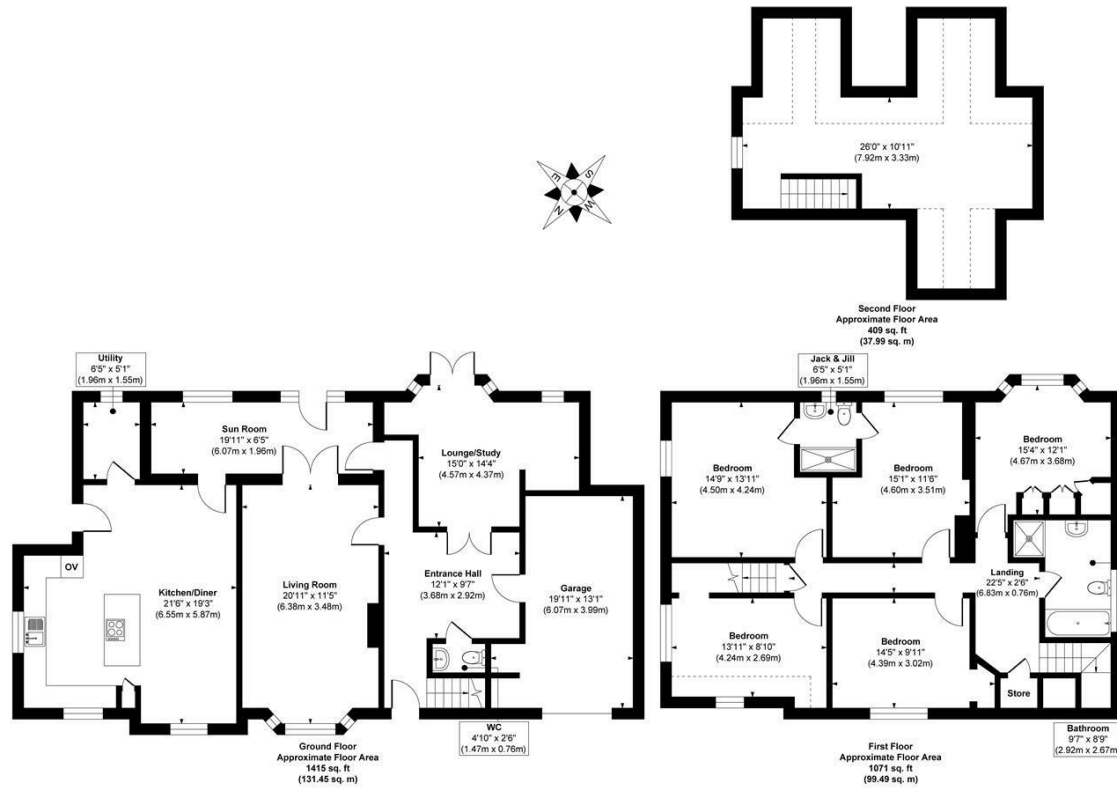 26'0" x 10'11"
(7.92m x 3.33m)
Second Floor
Approximate Floor Area
409 sq. ft
(37.99 sq. m)
S
E
W
N
Utility
6'5" x 5'1"
(1.96m x 1.55m)
Sun Room
19'11" x 6'5"
(6.07m x 1.96m)
Lounge/Study
15'0" x 14'4"
(4.57m x 4.37m)
OV
Kitchen/Diner
21'6" x 19'3"
(6.55m x 5.87m)
Living Room
20'11" x 11'5"
(6.38m x 3.48m)
Entrance Hall
12'1" x 9'7"
(3.68m x 2.92m)
Garage
19'11" x 13'1"
(6.07m x 3.99m)
WC
4'10" x 2'6"
(1.47m x 0.76m)
Ground Floor
Approximate Floor Area
1415 sq. ft
(131.45 sq. m)
Jack & Jill
6'5" x 5'1"
(1.96m x 1.55m)
Bedroom
14'9" x 13'11"
(4.50m x 4.24m)
Bedroom
15'1" x 11'6"
(4.60m x 3.51m)
Bedroom
15'4" x 12'1"
(4.67m x 3.68m)
Landing
22'5" x 2'6"
(6.83m x 0.76m)
Bedroom
13'11" x 8'10"
(4.24m x 2.69m)
Bedroom
14'5" x 9'11"
(4.39m x 3.02m)
Store
Bathroom
9'7" x 8'9"
(2.92m x 2.67m)
First Floor
Approximate Floor Area
1071 sq. ft
(99.49 sq. m)